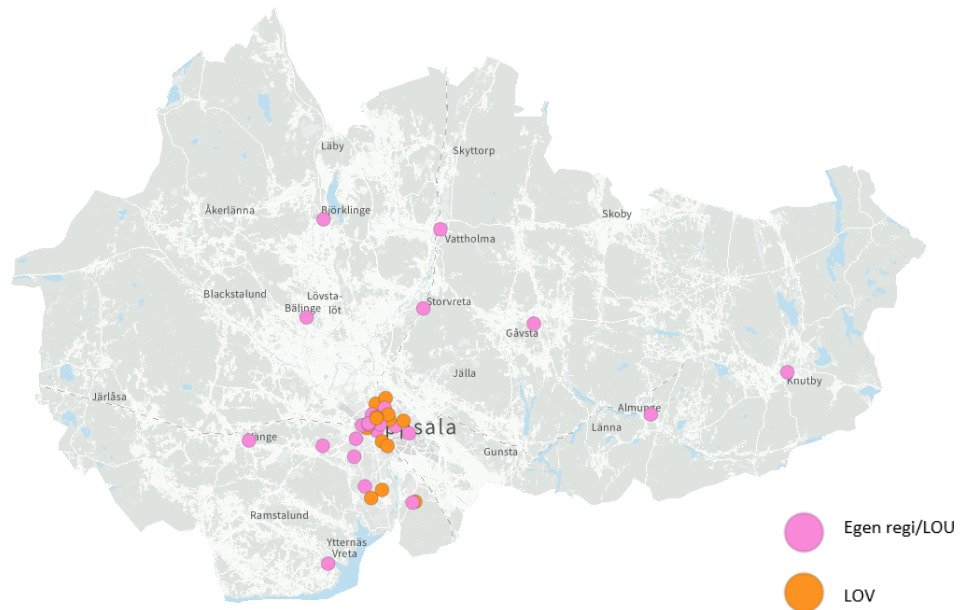 Läby
Skyttorp
Åkerlänna
Björklinge
Skoby
Vattholma
Blackstalund
Lövsta-
löt
Bälinge
Storvreta
Gåvsta
Jälla
Knutby
Järlåsa
Almunge
Länna
Gunsta
Ramstalund
Ytternäs
Vreta
Egen regi/LOU
LOV